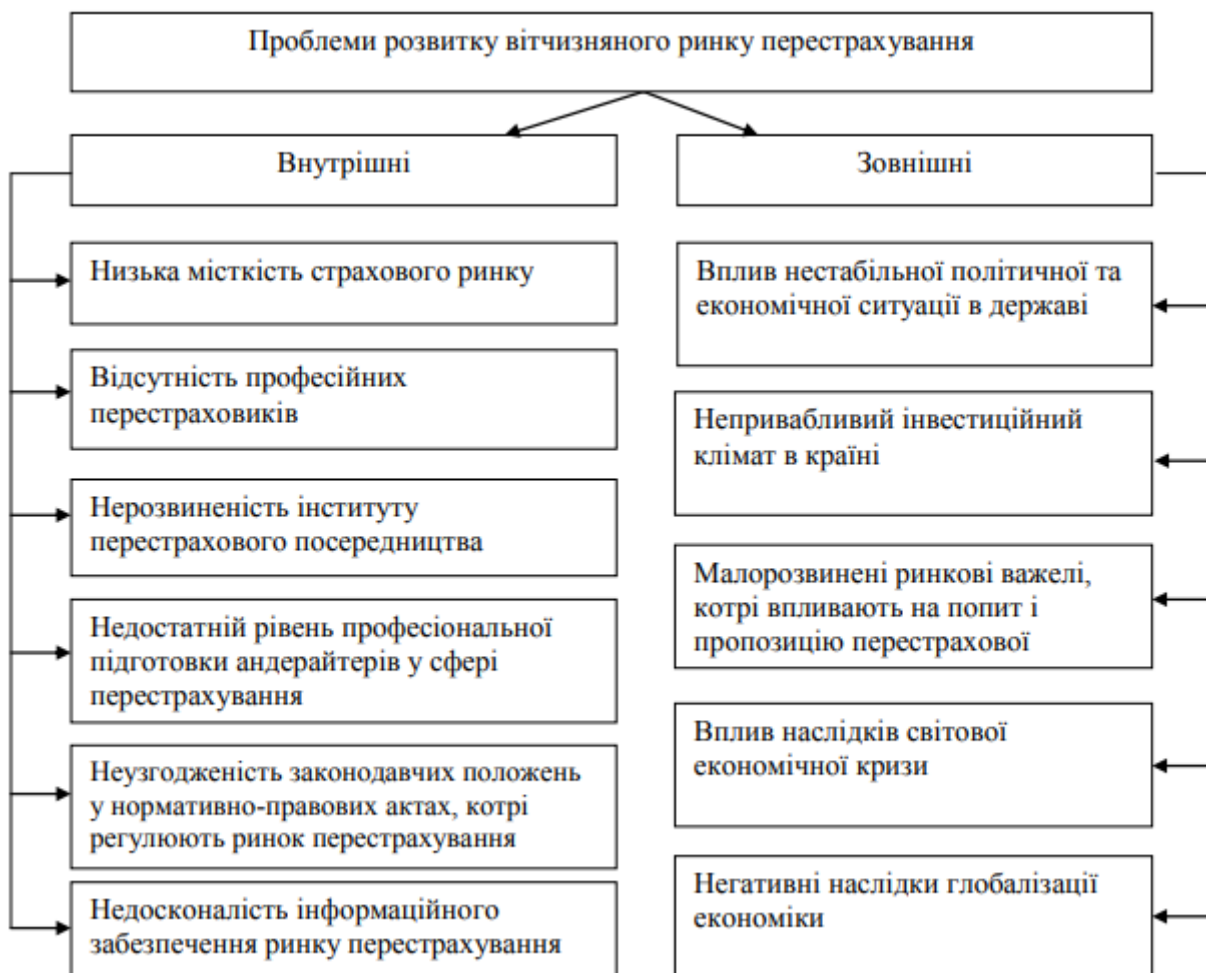 Проблеми розвитку вітчизняного ринку перестрахування
Внутрішні
Низька місткість страхового ринку
Відсутність професійних
перестраховиків
Нерозвиненість інституту
перестрахового посередництва
Недостатній рівень професіональної
підготовки андерайтерів у сфері
перестрахування
Неузгодженість законодавчих положень
у нормативно-правових актах, котрі
регулюють ринок перестрахування
Недосконалість інформаційного
забезпечення ринку перестрахування
Зовнішні
Вплив нестабільної політичної та
економічної ситуації в державі
Непривабливий інвестиційний
клімат в країні
Малорозвинені ринкові важелі,
котрі впливають на попит і
пропозицію перестрахової
Вплив наслідків світової
економічної кризи
Негативні наслідки глобалізації
економіки